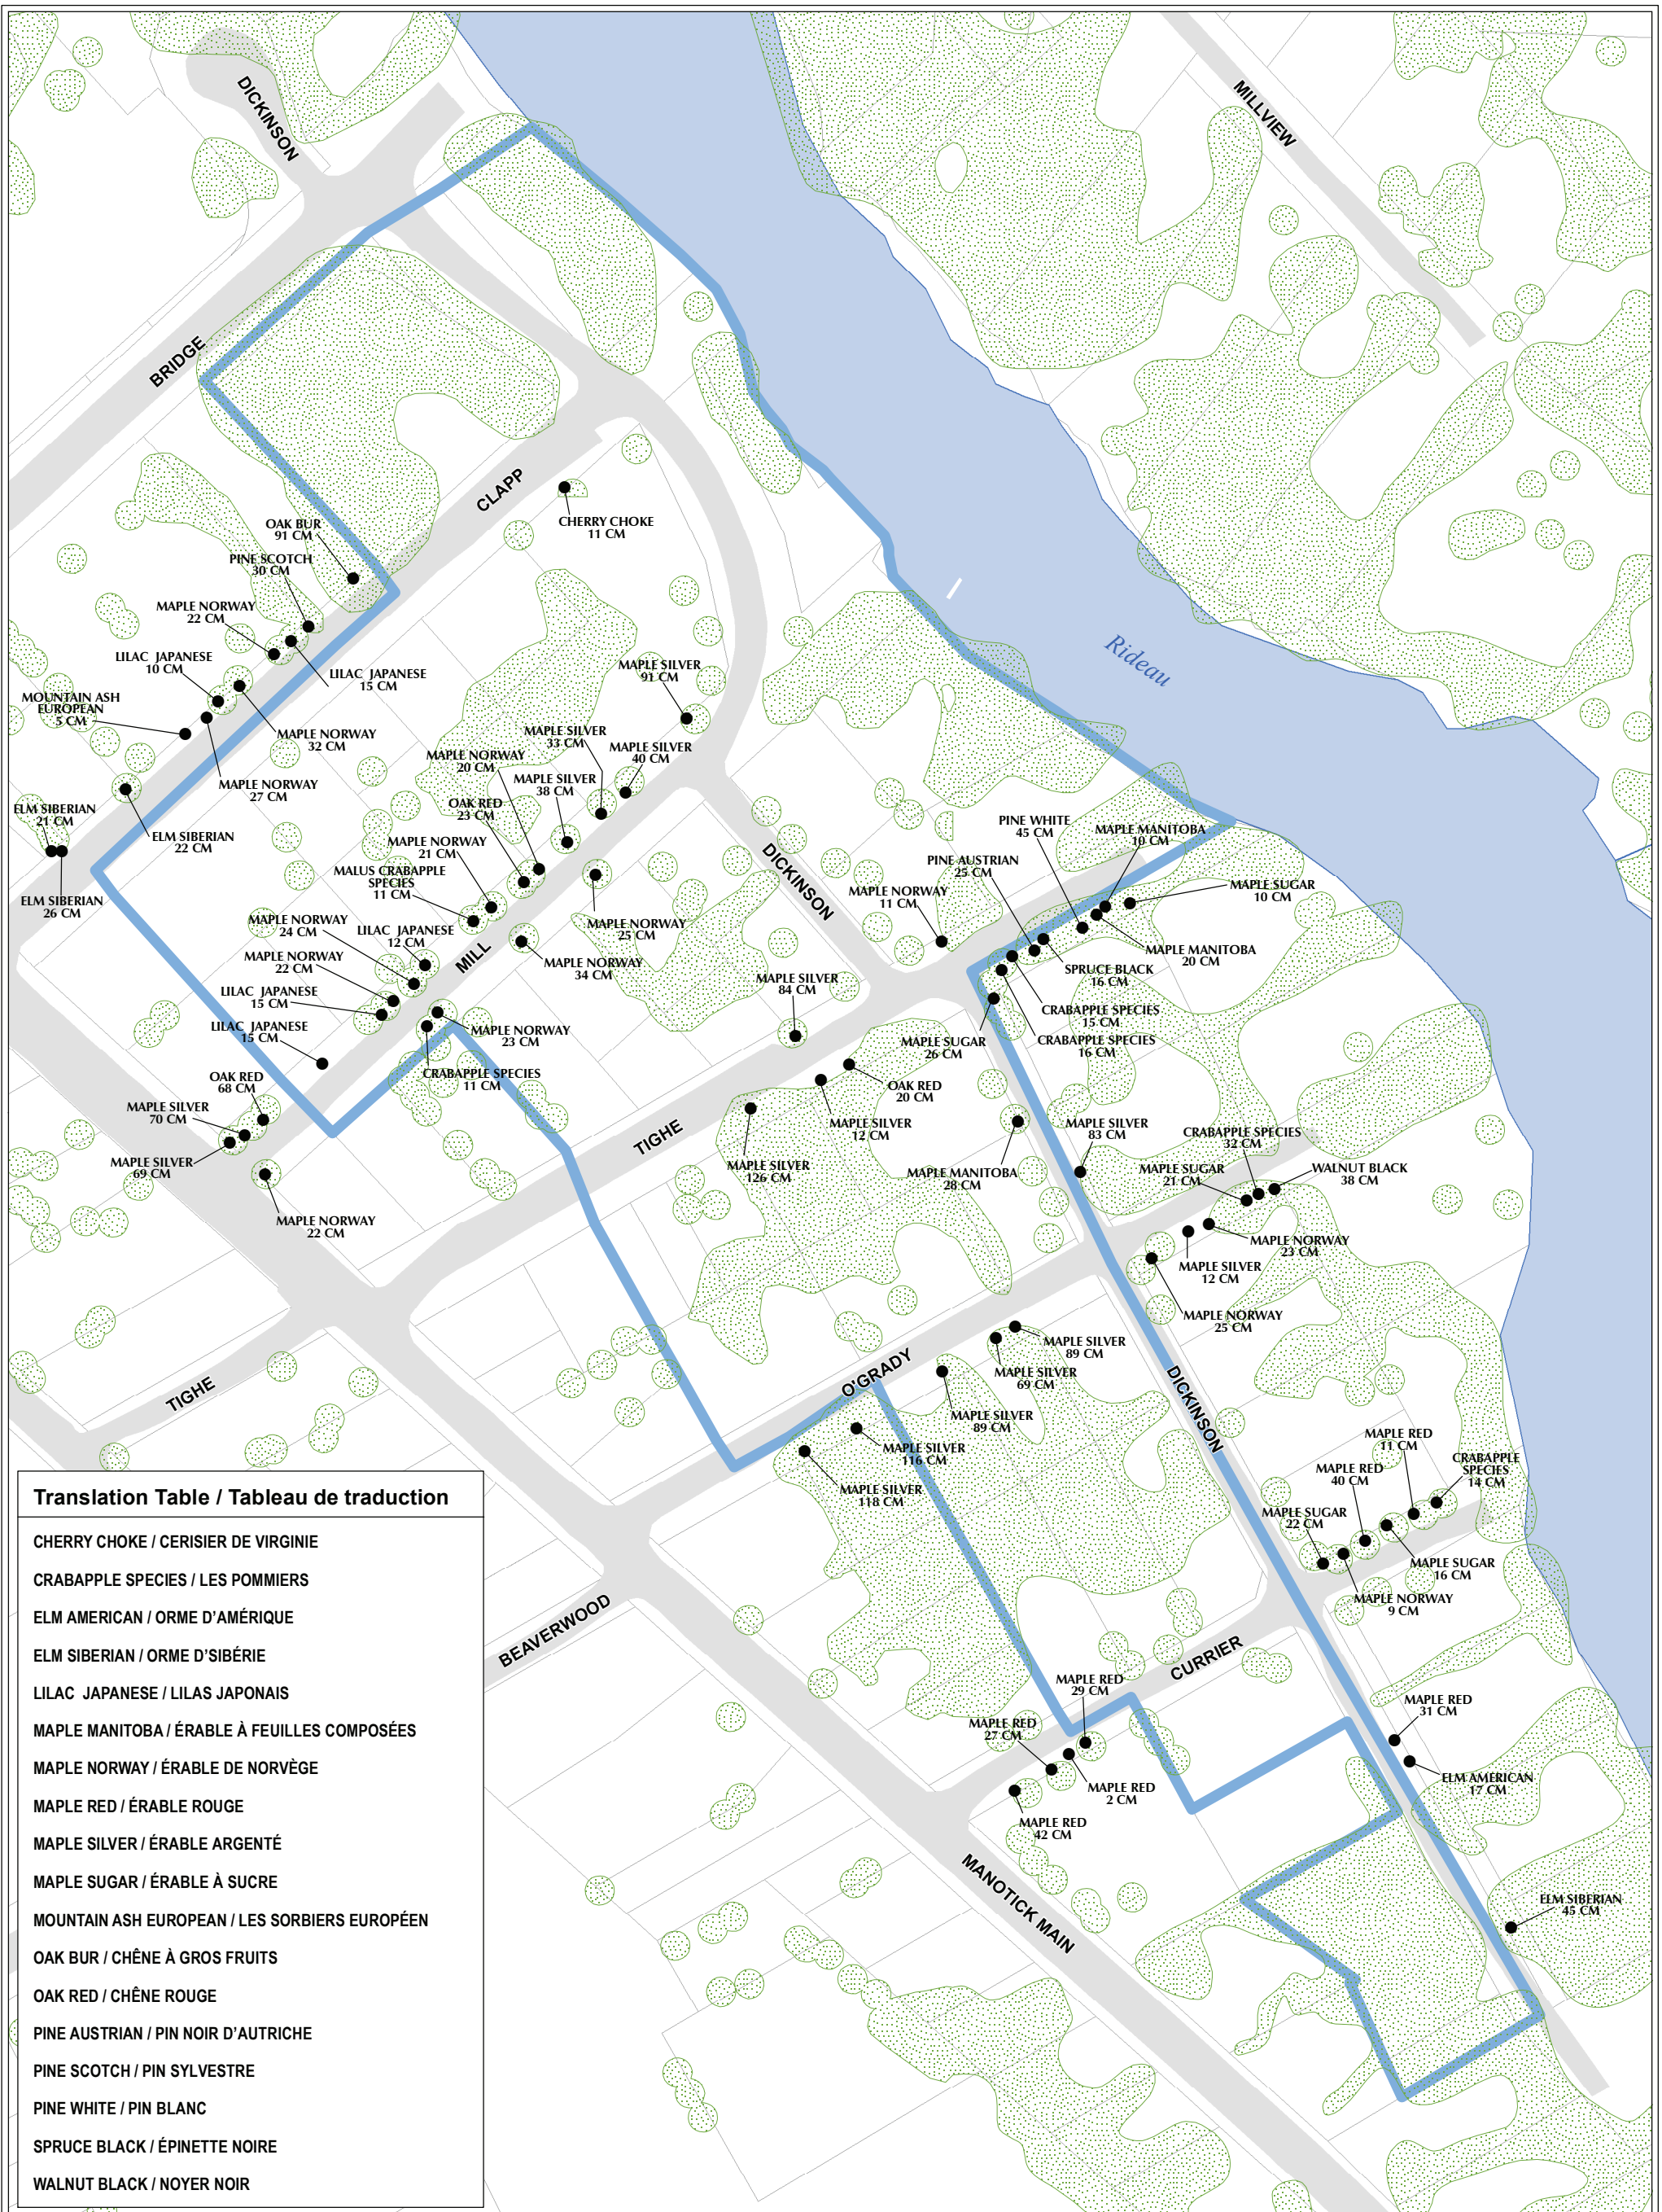 DICKINSON
MILLVIEW
BRIDGE
CLAPP
OAK BUR
91 CM
CHERRY CHOKE
11 CM
PINE SCOTCH
30 CM
MAPLE NORWAY
22 CM
LILAC JAPANESE
10 CM
LILAC JAPANESE
15 CM
MOUNTAIN ASH
EUROPEAN
5 CM
MAPLE NORWAY
32 CM
MAPLE NORWAY
27 CM
ELM SIBERIAN
21 CM
ELM SIBERIAN
22 CM
ELM SIBERIAN
26 CM
Rideau
MAPLE SILVER
91 CM
MAPLE SILVER
33 CM
MAPLE SILVER
40 CM
MAPLE NORWAY
20 CM
MAPLE SILVER
38 CM
OAK RED
23 CM
MAPLE NORWAY
21 CM
MALUS CRABAPPLE
SPECIES
11 CM
MAPLE NORWAY
24 CM
LILAC JAPANESE
12 CM
MAPLE NORWAY
22 CM
LILAC JAPANESE
15 CM
LILAC JAPANESE
15 CM
MILL
MAPLE NORWAY
25 CM
MAPLE NORWAY
34 CM
MAPLE NORWAY
23 CM
CRABAPPLE SPECIES
11 CM
OAK RED
68 CM
MAPLE SILVER
70 CM
MAPLE SILVER
69 CM
MAPLE NORWAY
22 CM
DICKINSON
PINE WHITE
45 CM
MAPLE MANITOBA
10 CM
PINE AUSTRIAN
25 CM
MAPLE NORWAY
11 CM
MAPLE SUGAR
10 CM
MAPLE MANITOBA
20 CM
SPRUCE BLACK
16 CM
CRABAPPLE SPECIES
15 CM
CRABAPPLE SPECIES
16 CM
MAPLE SUGAR
26 CM
MAPLE SILVER
84 CM
OAK RED
20 CM
MAPLE SILVER
12 CM
TIGHE
MAPLE SILVER
126 CM
MAPLE MANITOBA
28 CM
MAPLE SILVER
83 CM
CRABAPPLE SPECIES
32 CM
MAPLE SUGAR
21 CM
WALNUT BLACK
38 CM
MAPLE NORWAY
23 CM
MAPLE SILVER
12 CM
MAPLE NORWAY
25 CM
MAPLE SILVER
89 CM
MAPLE SILVER
69 CM
O'GRADY
MAPLE SILVER
89 CM
MAPLE SILVER
116 CM
MAPLE SILVER
118 CM
TIGHE
DICKINSON
MAPLE RED
11 CM
CRABAPPLE
SPECIES
14 CM
MAPLE RED
40 CM
MAPLE SUGAR
22 CM
MAPLE SUGAR
16 CM
MAPLE NORWAY
9 CM
BEAVERWOOD
CURRIER
MAPLE RED
29 CM
MAPLE RED
27 CM
MAPLE RED
2 CM
MAPLE RED
42 CM
MAPLE RED
31 CM
ELM AMERICAN
17 CM
MANOTICK MAIN
ELM SIBERIAN
45 CM
Translation Table / Tableau de traduction
CHERRY CHOKE / CERISIER DE VIRGINIE
CRABAPPLE SPECIES / LES POMMIERS
ELM AMERICAN / ORME D'AMÉRIQUE
ELM SIBERIAN / ORME D'SIBÉRIE
LILAC JAPANESE / LILAS JAPONAIS
MAPLE MANITOBA / ÉRABLE À FEUILLES COMPOSÉES
MAPLE NORWAY / ÉRABLE DE NORVÈGE
MAPLE RED / ÉRABLE ROUGE
MAPLE SILVER / ÉRABLE ARGENTÉ
MAPLE SUGAR / ÉRABLE À SUCRE
MOUNTAIN ASH EUROPEAN / LES SORBIERS EUROPÉEN
OAK BUR / CHÊNE À GROS FRUITS
OAK RED / CHÊNE ROUGE
PINE AUSTRIAN / PIN NOIR D'AUTRICHE
PINE SCOTCH / PIN SYLVESTRE
PINE WHITE / PIN BLANC
SPRUCE BLACK / ÉPINETTE NOIRE
WALNUT BLACK / NOYER NOIR